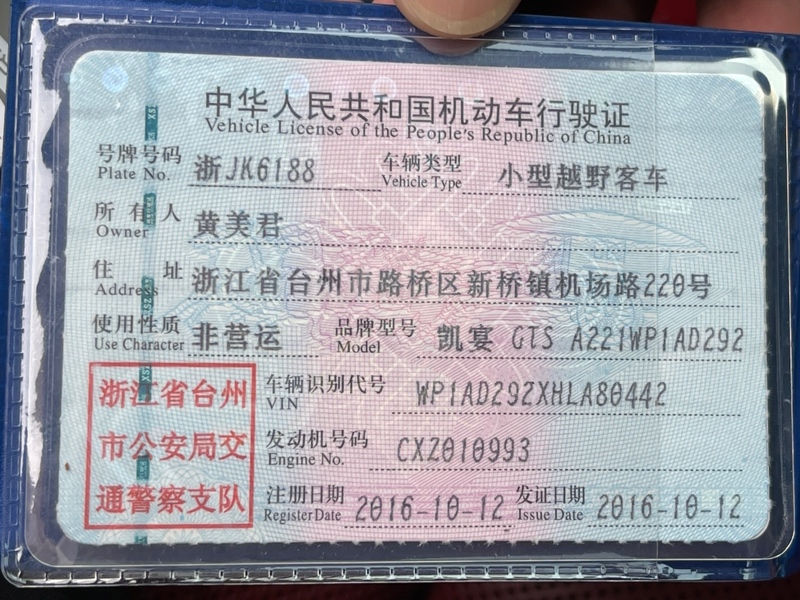 中华人民共和国机动车行驶证
Vehicle License of the People's Republic of China
号牌号码 浙JK6188 车辆类型 小型越野客车
Plate No. Vehicle Type
所有人 黄美君
Owner
住址 浙江省台州市路桥区新桥镇机场路220号
Address
使用性质 非营运 品牌型号 凯宴 GTS A221WP1AD292
Use Character Model
浙江省台州 车辆识别代号 WP1AD292XHLA80442
VIN
市公安局交 发动机号码 CXZ010993
Engine No.
通警察支队 注册日期 2016-10-12 发证日期 2016-10-12
Register Date Issue Date